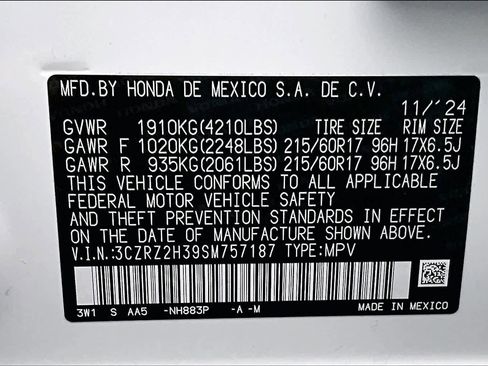 MFD.BY HONDA DE MEXICO S.A. DE C.V.
11/'24
GVWR 1910KG(4210LBS) TIRE SIZE RIM SIZE
GAWR F 1020KG(2248LBS) 215/60R17 96H 17X6.5J
GAWR R 935KG(2061LBS) 215/60R17 96H 17X6.5J
THIS VEHICLE CONFORMS TO ALL APPLICABLE
FEDERAL MOTOR VEHICLE SAFETY
AND THEFT PREVENTION STANDARDS IN EFFECT
ON THE DATE OF MANUFACTURE SHOWN ABOVE.
V.I.N.:3CZRZ2H39SM757187 TYPE:MPV
3W1 S AA5 -NH883P -A -M MADE IN MEXICO